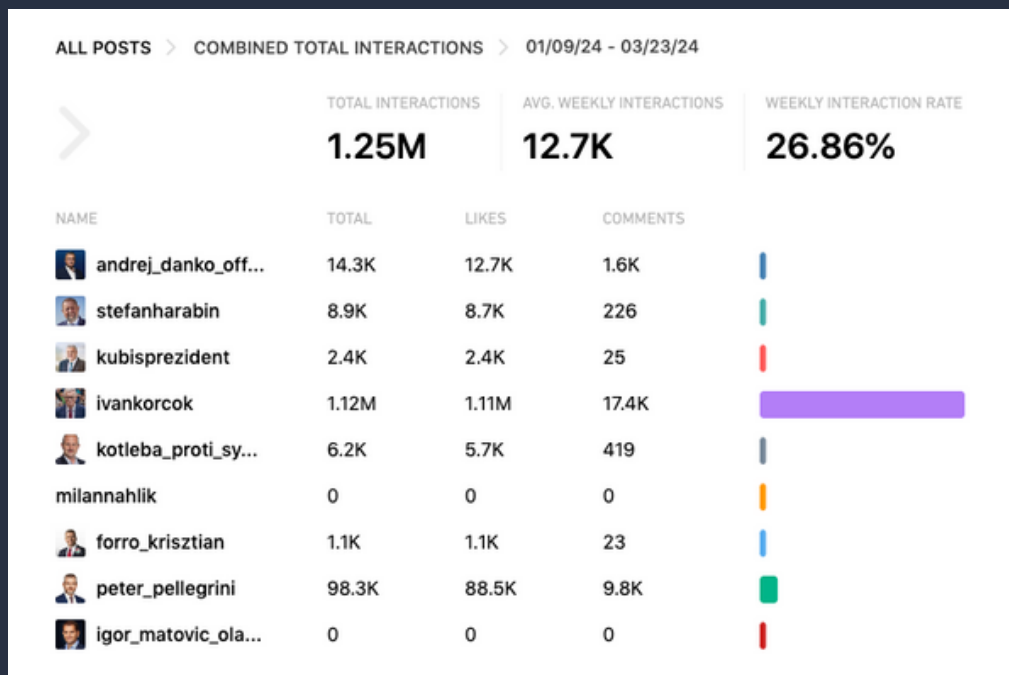 ALL POSTS > COMBINED TOTAL INTERACTIONS > 01/09/24 - 03/23/24
TOTAL INTERACTIONS AVG. WEEKLY INTERACTIONS WEEKLY INTERACTION RATE
1.25M 12.7K 26.86%
NAME TOTAL LIKES COMMENTS
andrej_danko_off... 14.3K 12.7K 1.6K
stefanharabin 8.9K 8.7K 226
kubisprezident 2.4K 2.4K 25
ivankorcok 1.12M 1.11M 17.4K
kotleba_proti_sy... 6.2K 5.7K 419
milannahlik 0 0 0
forro_krisztian 1.1K 1.1K 23
peter_pellegrini 98.3K 88.5K 9.8K
igor_matovic_ola... 0 0 0